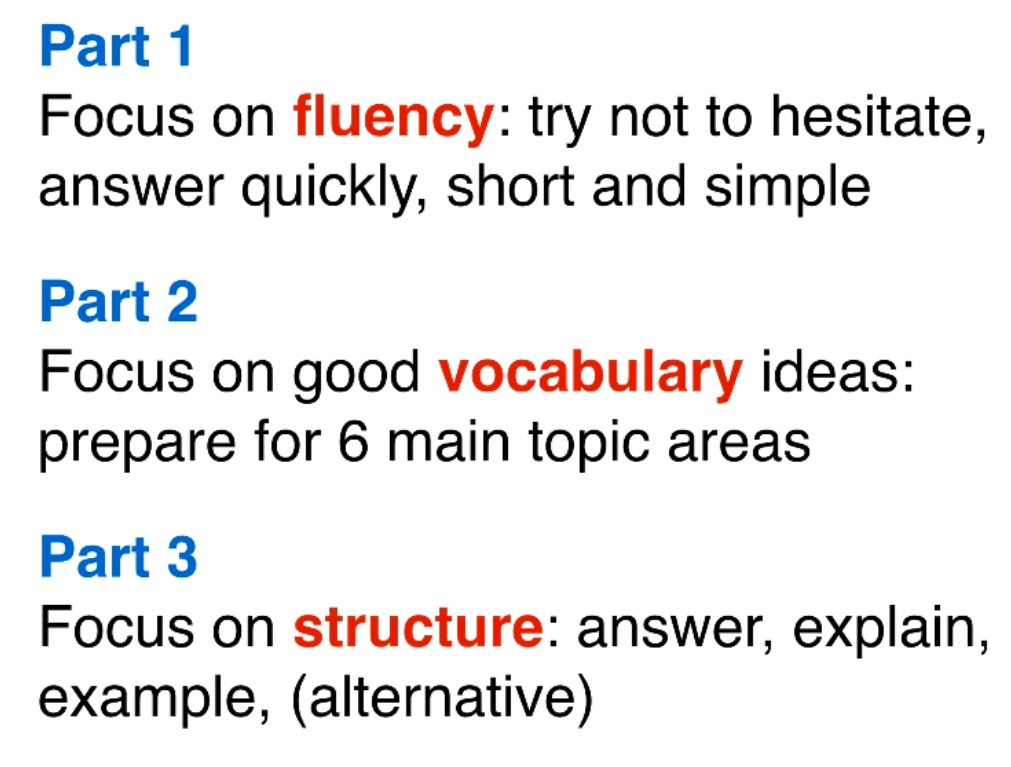 Part 1
Focus on fluency: try not to hesitate,
answer quickly, short and simple
Part 2
Focus on good vocabulary ideas:
prepare for 6 main topic areas
Part 3
Focus on structure: answer, explain,
example, (alternative)